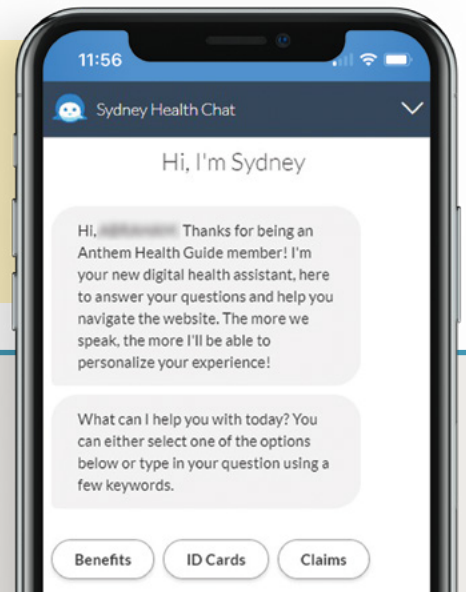 11:56
Sydney Health Chat
Hi, I'm Sydney
Hi, Thanks for being an
Anthem Health Guide member! I'm
your new digital health assistant, here
to answer your questions and help you
navigate the website. The more we
speak, the more I'll be able to
personalize your experience!
What can I help you with today? You
can either select one of the options
below or type in your question using a
few keywords.
Benefits ID Cards Claims